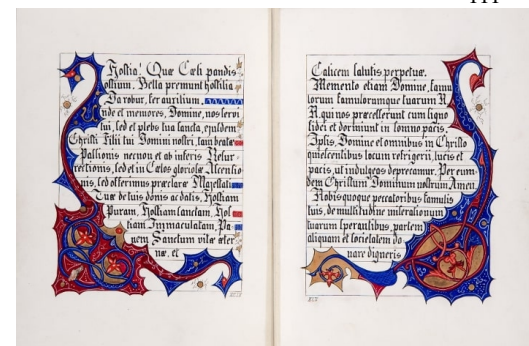 Hostia! Quæ Cœli pandis
ostium. Bella premunt hostilia
Da robur, fer auxilium.
Unde et memores, Domine, nos servi
tui, sed et plebs tua sancta, ejusdem
Christi Filii tui Domini nostri, tam beatæ
Passionis necnon et ab inferis Resur-
rectionis, sed et in Cœlos gloriosæ Ascentio
nis, sed offerimus præclaræ Majestati
Tuæ de tuis donis ac datis, Hostiam
Puram, Hostiam Sanctam, Hos
tiam Immaculatam, Pa-
nem Sanctum vitæ æter
næ, et
Calicem salutis perpetuæ.
Memento etiam Domine, famu
lorum famularumque tuarum N.
N. qui nos præcesserunt cum signo
fidei et dormiunt in somno pacis.
Ipsis, Domine et omnibus in Christo
quiescentibus locum refrigerii, lucis et
pacis, ut indulgeas deprecamur. Per eum-
dem Christum Dominum nostrum Amen.
Nobis quoque peccatoribus famulis
tuis, de multitudine miserationum
tuarum sperantibus, partem
aliquam et societatem do
nare digneris